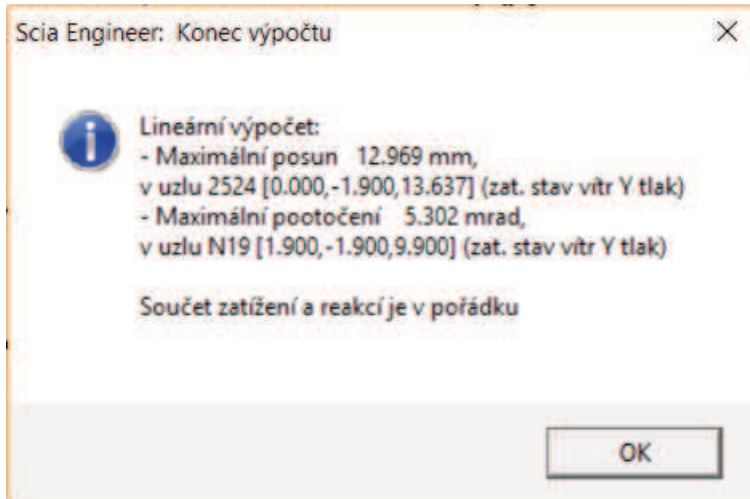 Scia Engineer: Konec výpočtu
Lineární výpočet:
- Maximální posun 12.969 mm,
v uzlu 2524 [0.000,-1.900,13.637] (zat. stav vítr Y tlak)
- Maximální pootočení 5.302 mrad,
v uzlu N19 [1.900,-1.900,9.900] (zat. stav vítr Y tlak)
Součet zatížení a reakcí je v pořádku
OK